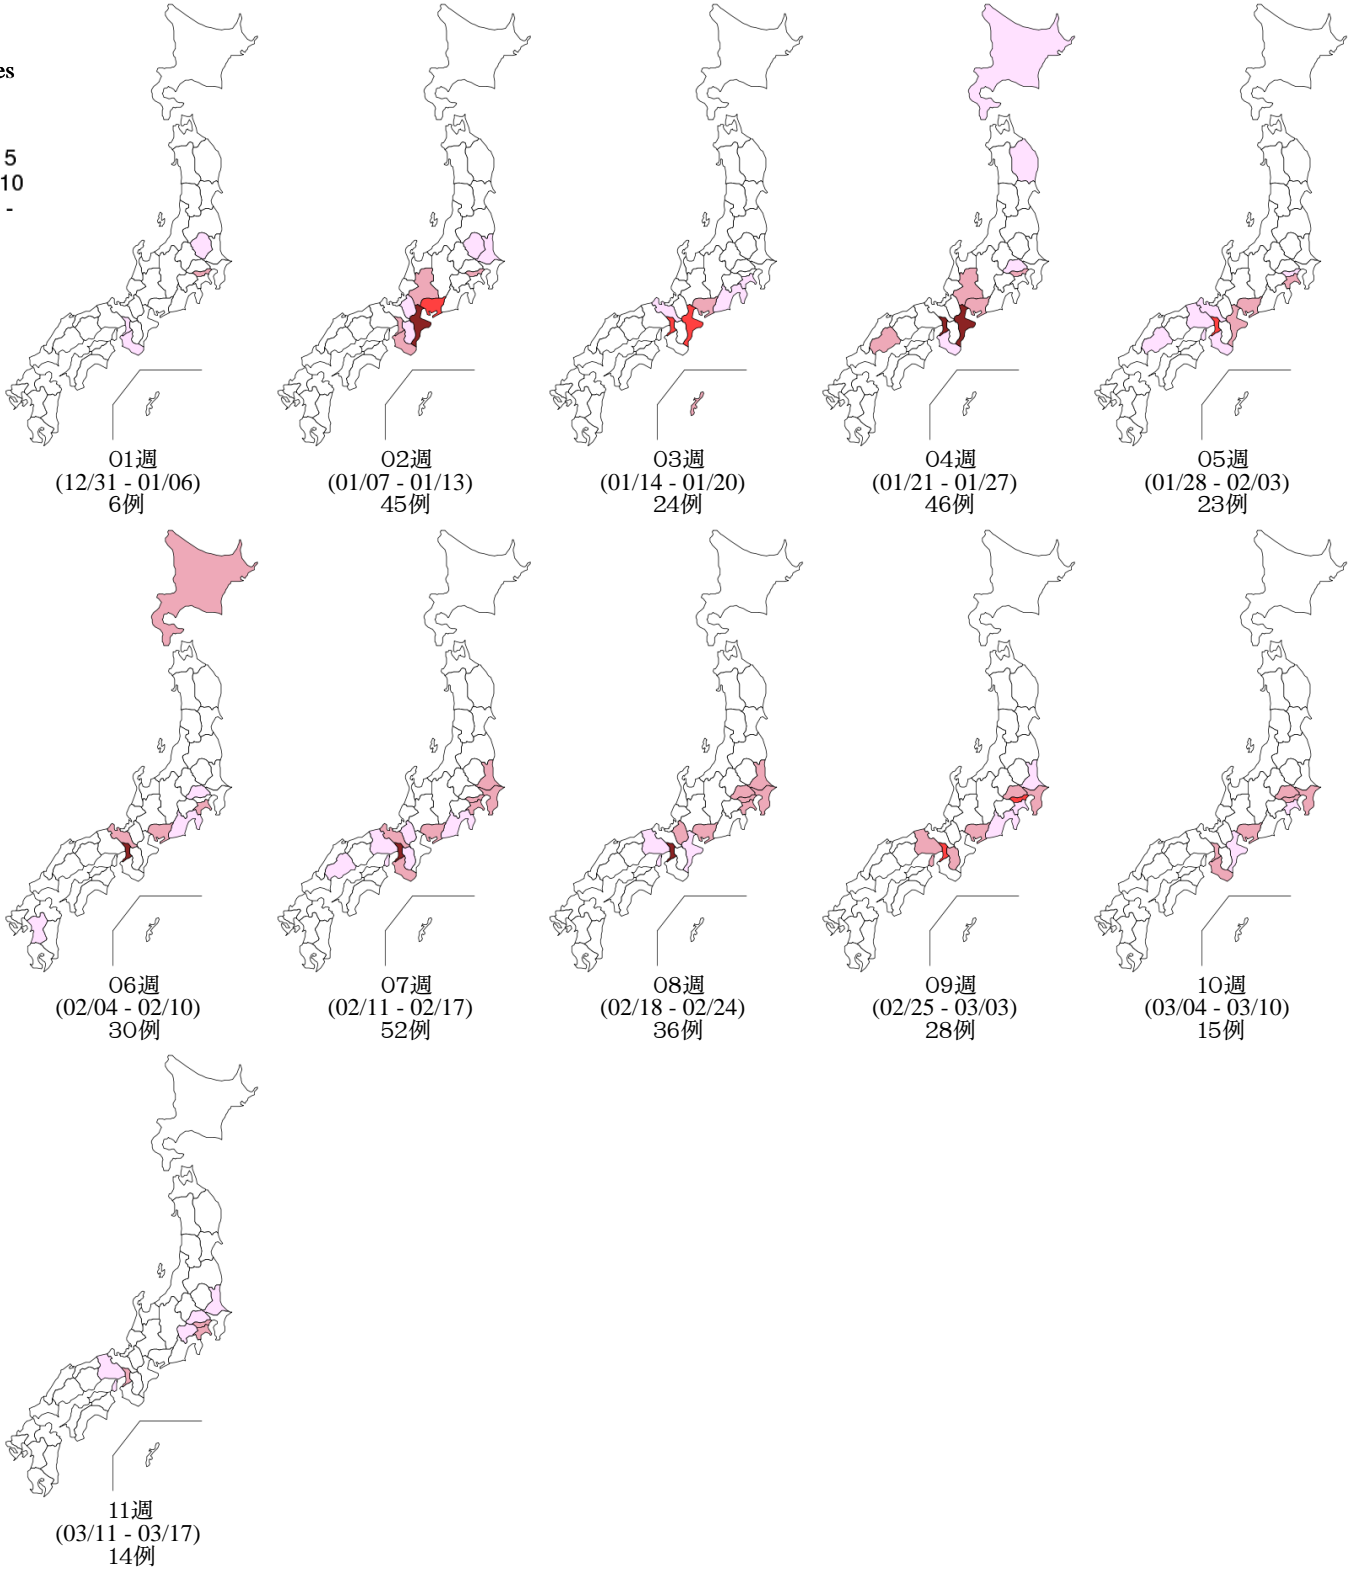 es
5
10
-
01週
(12/31 - 01/06)
6例
02週
(01/07 - 01/13)
45例
03週
(01/14 - 01/20)
24例
04週
(01/21 - 01/27)
46例
05週
(01/28 - 02/03)
23例
06週
(02/04 - 02/10)
30例
07週
(02/11 - 02/17)
52例
08週
(02/18 - 02/24)
36例
09週
(02/25 - 03/03)
28例
10週
(03/04 - 03/10)
15例
11週
(03/11 - 03/17)
14例